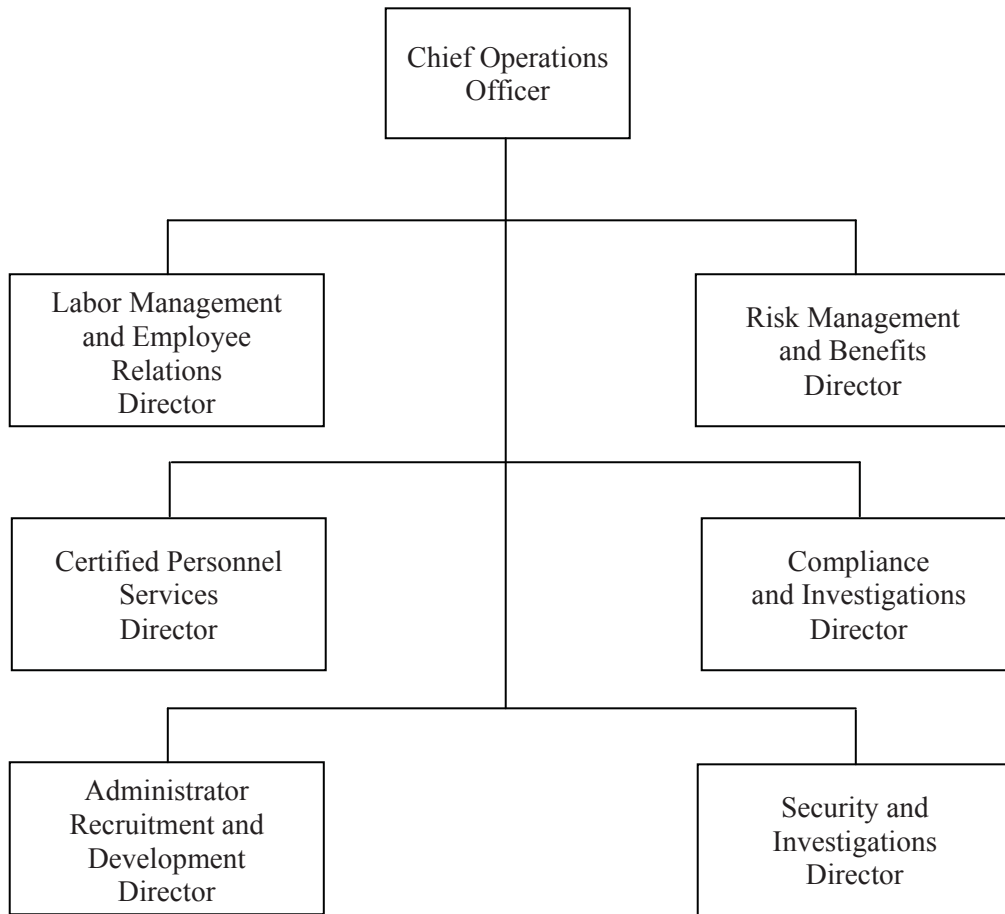 Chief Operations
Officer
Labor Management
and Employee
Relations
Director
Risk Management
and Benefits
Director
Certified Personnel
Services
Director
Compliance
and Investigations
Director
Administrator
Recruitment and
Development
Director
Security and
Investigations
Director